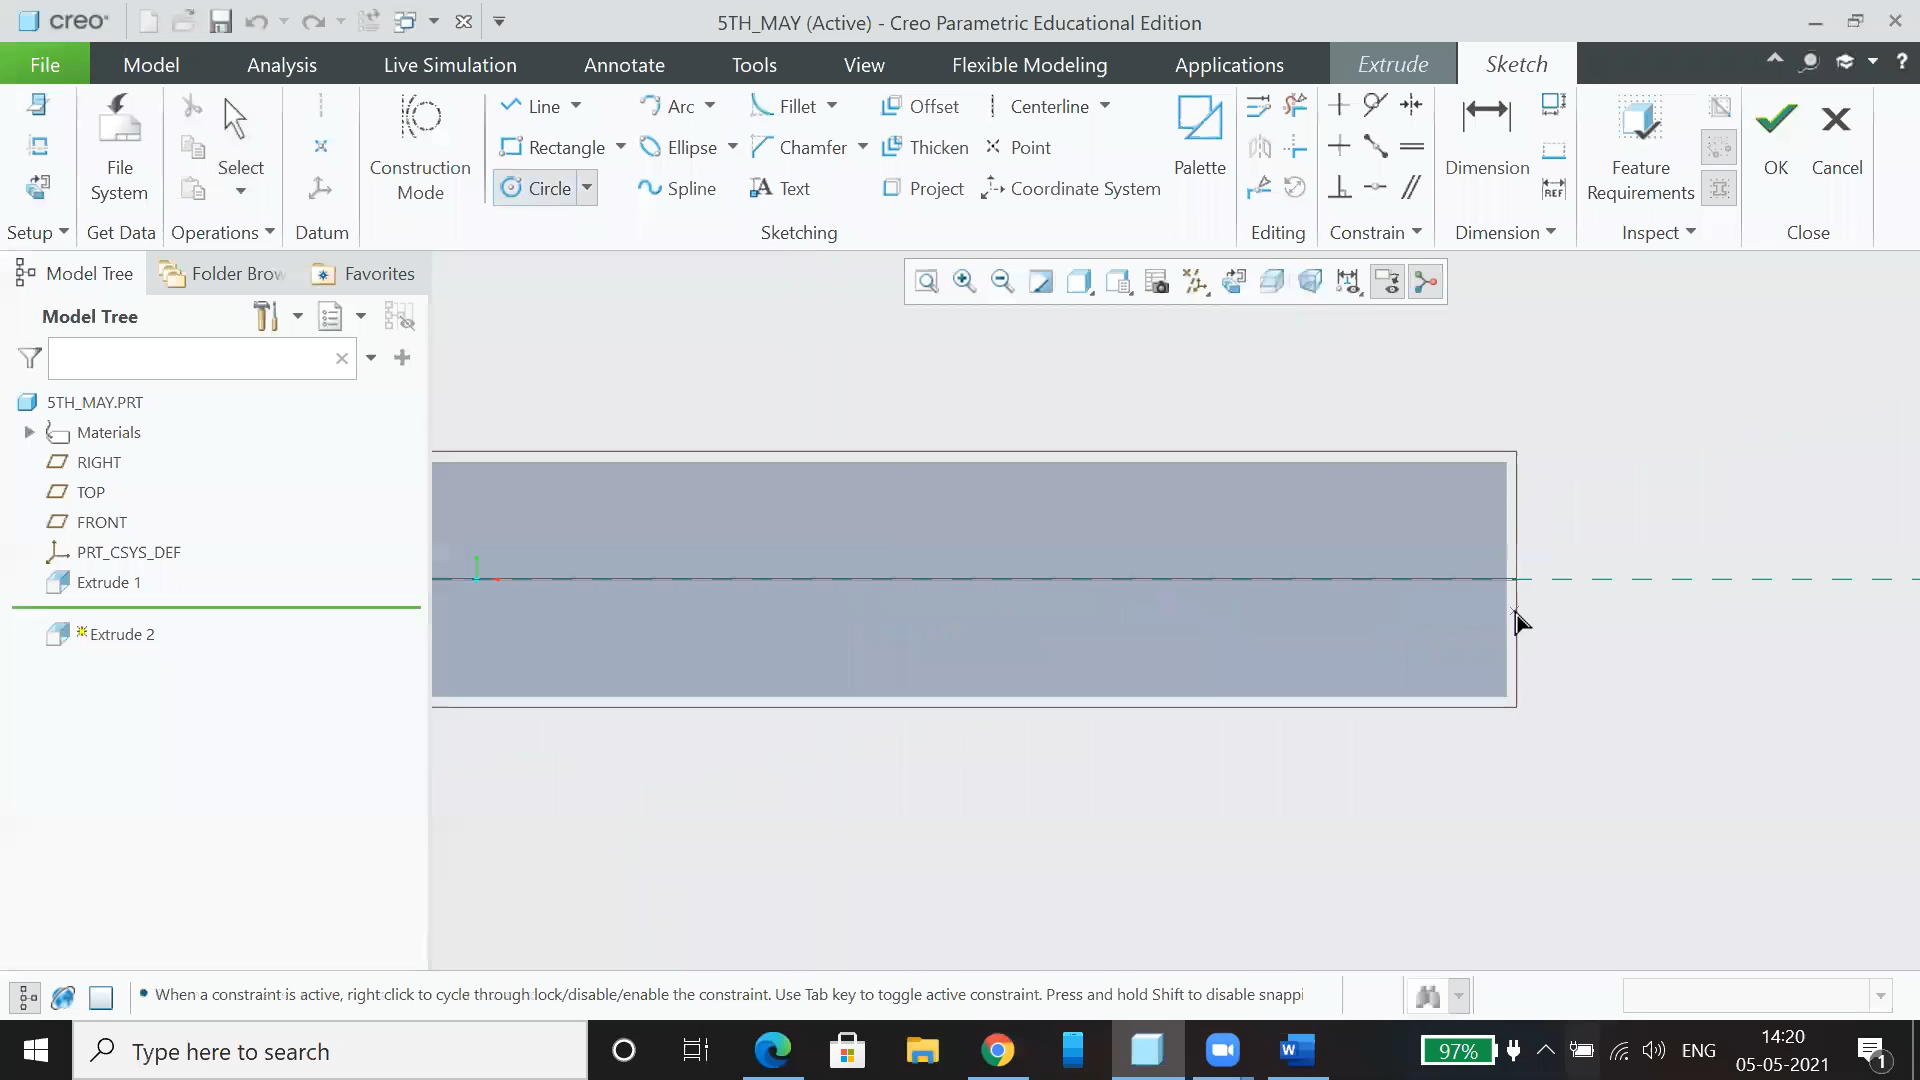 creo
5TH_MAY (Active) - Creo Parametric Educational Edition
File Model Analysis Live Simulation Annotate Tools View Flexible Modeling Applications Extrude Sketch
Setup
File System
Get Data
Select
Operations
Datum
Construction Mode
Line Arc Fillet Offset Centerline
Rectangle Ellipse Chamfer Thicken Point
Circle Spline Text Project Coordinate System
Palette
Sketching
Editing
Constrain
Dimension
REF
Dimension
Feature Requirements
Inspect
OK Cancel
Close
Model Tree Folder Brow Favorites
Model Tree
5TH_MAY.PRT
Materials
RIGHT
TOP
FRONT
PRT_CSYS_DEF
Extrude 1
Extrude 2
When a constraint is active, right click to cycle through lock/disable/enable the constraint. Use Tab key to toggle active constraint. Press and hold Shift to disable snappi
Type here to search
97%
ENG
14:20
05-05-2021
1